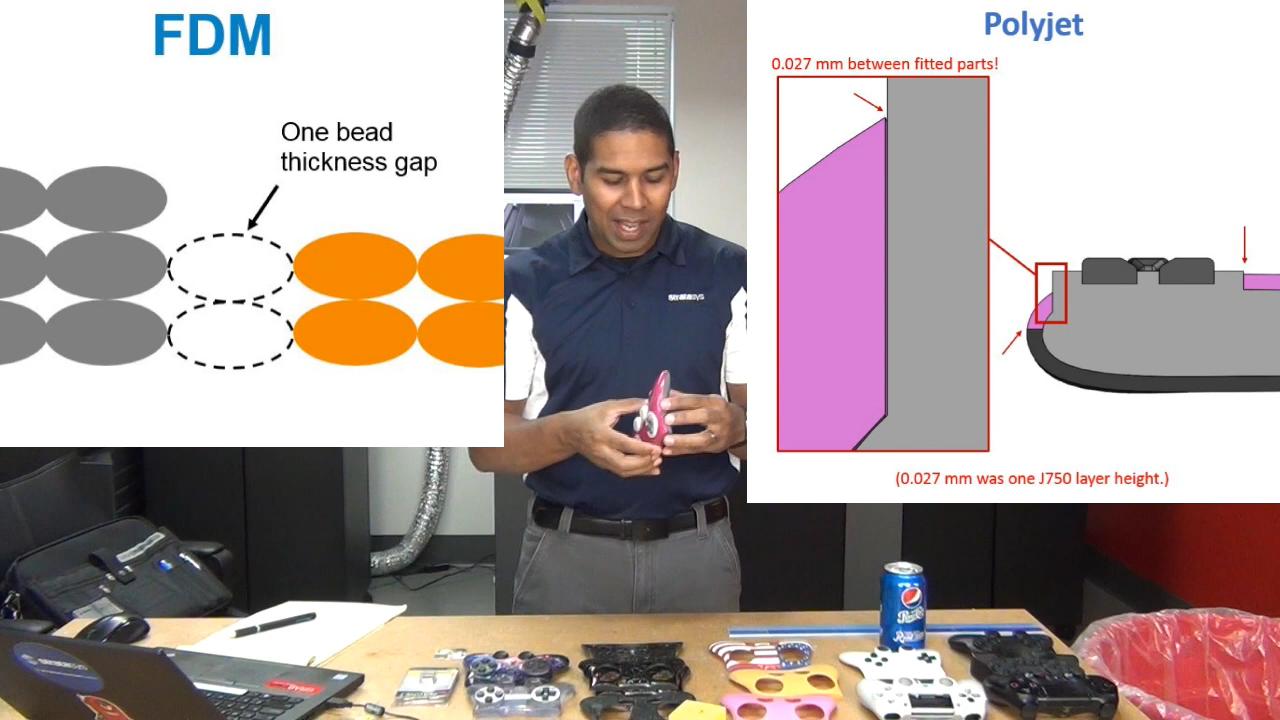 FDM
One bead
thickness gap
Polyjet
0.027 mm between fitted parts!
(0.027 mm was one J750 layer height.)
stratasys